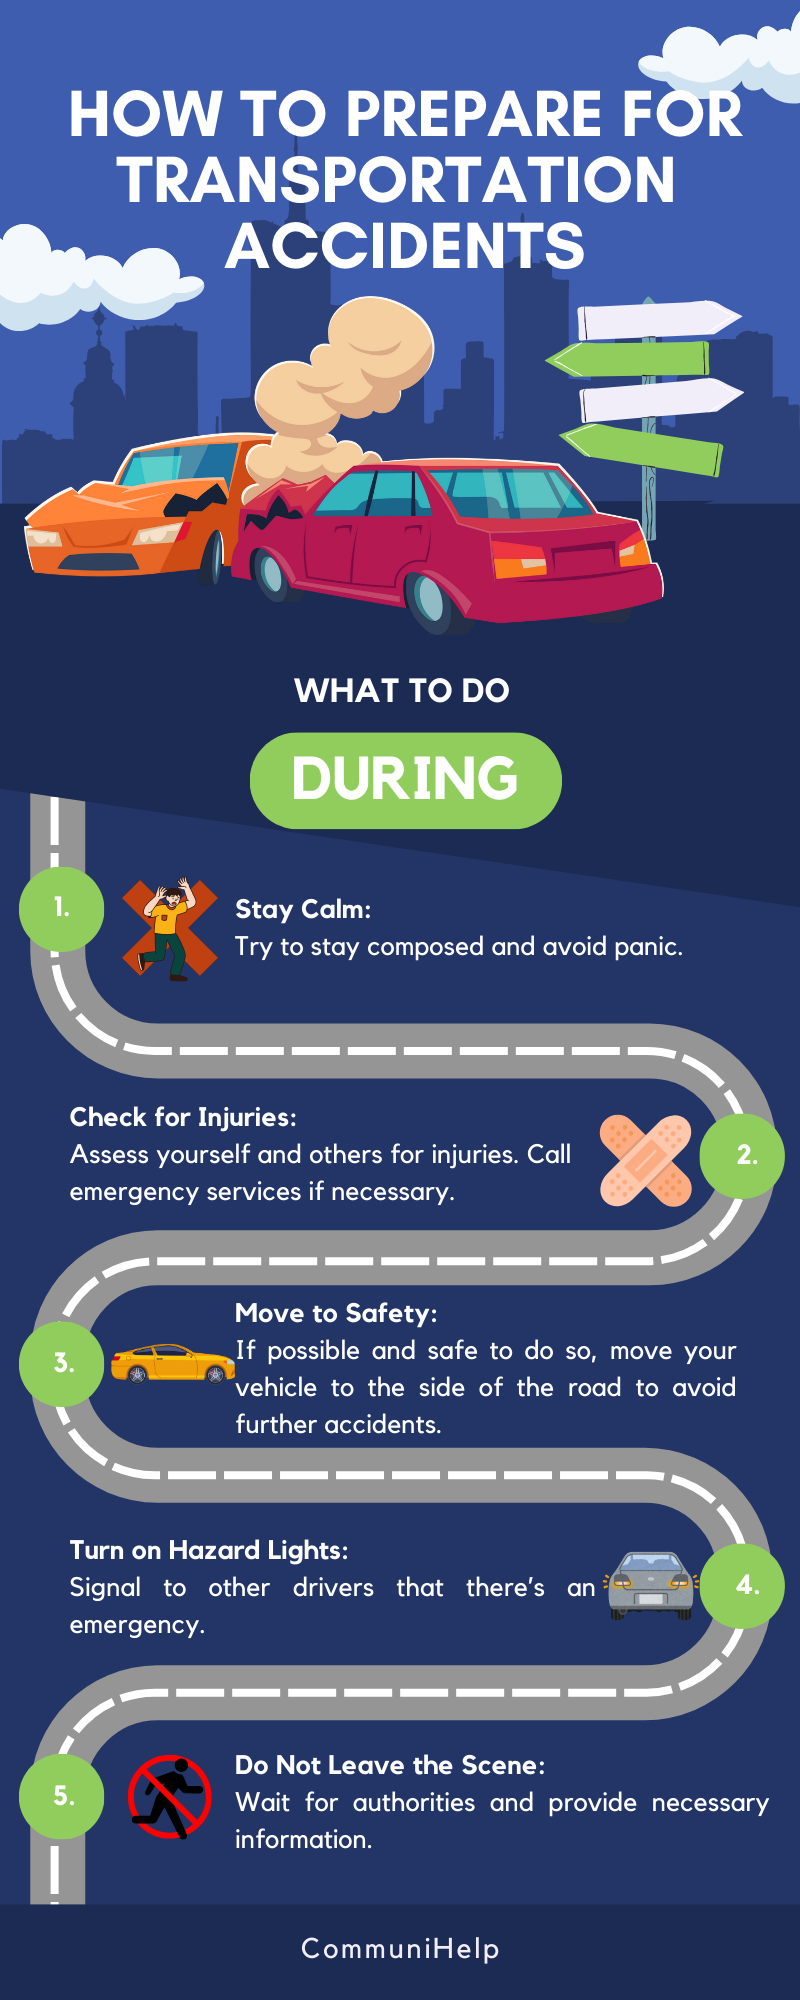 HOW TO PREPARE FOR
TRANSPORTATION
ACCIDENTS
WHAT TO DO
DURING
1.
Stay Calm:
Try to stay composed and avoid panic.
Check for Injuries:
Assess yourself and others for injuries. Call
emergency services if necessary.
2.
3.
Move to Safety:
If possible and safe to do so, move your
vehicle to the side of the road to avoid
further accidents.
Turn on Hazard Lights:
Signal to other drivers that there's an
emergency.
4.
5.
Do Not Leave the Scene:
Wait for authorities and provide necessary
information.
CommuniHelp